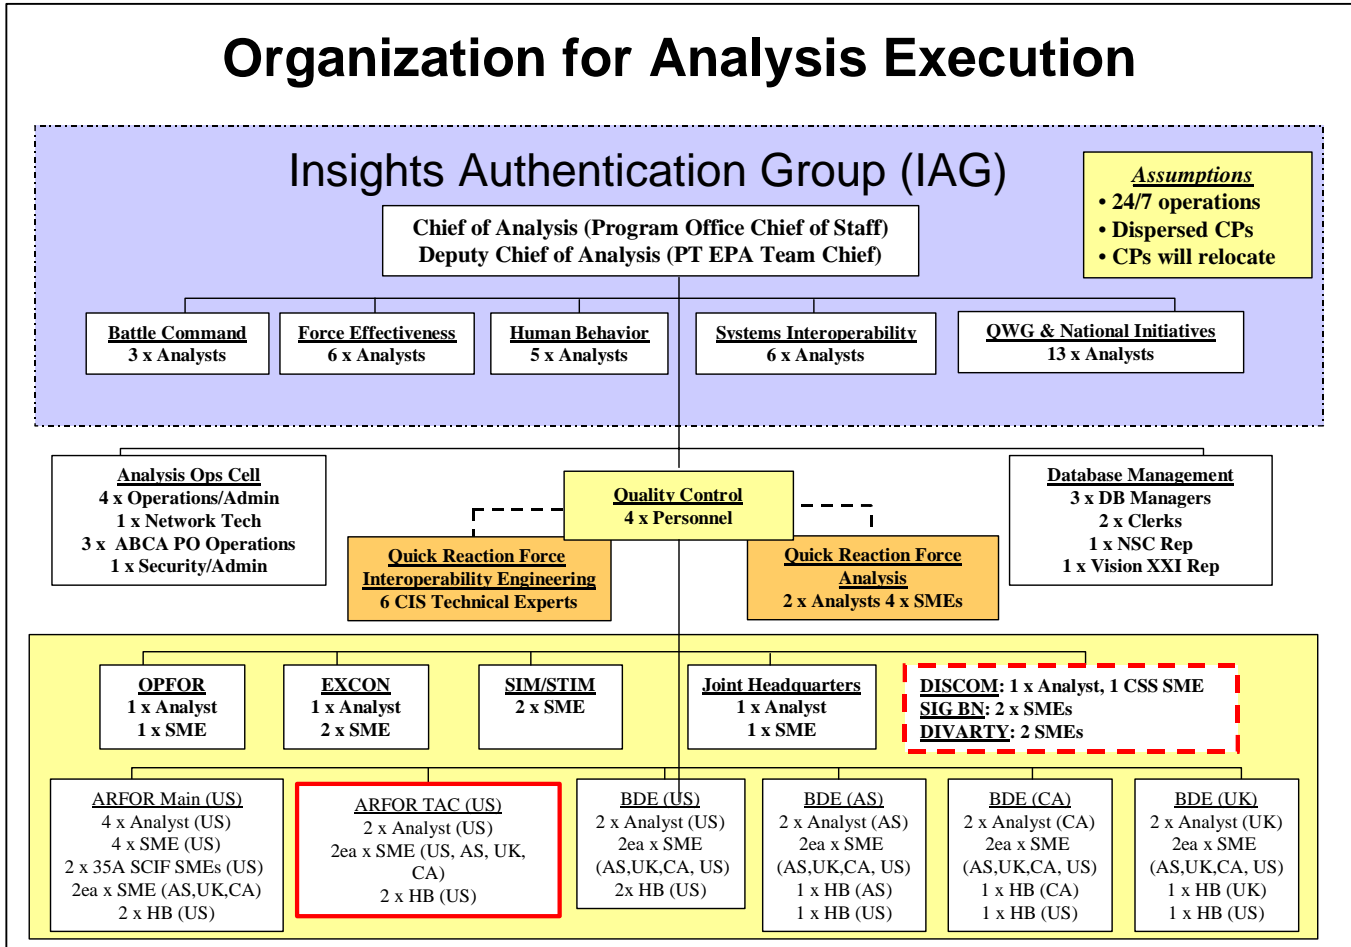 Organization for Analysis Execution
Insights Authentication Group (IAG)
Assumptions
• 24/7 operations
• Dispersed CPs
• CPs will relocate
Chief of Analysis (Program Office Chief of Staff)
Deputy Chief of Analysis (PT EPA Team Chief)
Battle Command
3 x Analysts
Force Effectiveness
6 x Analysts
Human Behavior
5 x Analysts
Systems Interoperability
6 x Analysts
QWG & National Initiatives
13 x Analysts
Analysis Ops Cell
4 x Operations/Admin
1 x Network Tech
3 x ABCA PO Operations
1 x Security/Admin
Quality Control
4 x Personnel
Database Management
3 x DB Managers
2 x Clerks
1 x NSC Rep
1 x Vision XXI Rep
Quick Reaction Force
Interoperability Engineering
6 CIS Technical Experts
Quick Reaction Force
Analysis
2 x Analysts 4 x SMEs
OPFOR
1 x Analyst
1 x SME
EXCON
1 x Analyst
2 x SME
SIM/STIM
2 x SME
Joint Headquarters
1 x Analyst
1 x SME
DISCOM: 1 x Analyst, 1 CSS SME
SIG BN: 2 x SMEs
DIVARTY: 2 SMEs
ARFOR Main (US)
4 x Analyst (US)
4 x SME (US)
2 x 35A SCIF SMEs (US)
2ea x SME (AS,UK,CA)
2 x HB (US)
ARFOR TAC (US)
2 x Analyst (US)
2ea x SME (US, AS, UK,
CA)
2 x HB (US)
BDE (US)
2 x Analyst (US)
2ea x SME
(AS,UK,CA, US)
2x HB (US)
BDE (AS)
2 x Analyst (AS)
2ea x SME
(AS,UK,CA, US)
1 x HB (AS)
1 x HB (US)
BDE (CA)
2 x Analyst (CA)
2ea x SME
(AS,UK,CA, US)
1 x HB (CA)
1 x HB (US)
BDE (UK)
2 x Analyst (UK)
2ea x SME
(AS,UK,CA, US)
1 x HB (UK)
1 x HB (US)